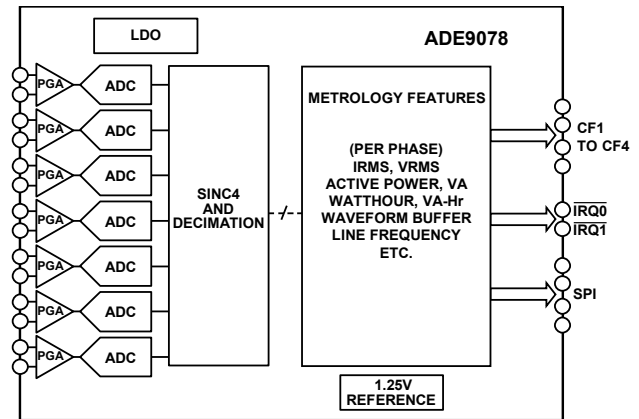 LDO
ADE9078
PGA
ADC
PGA
ADC
PGA
ADC
PGA
ADC
PGA
ADC
PGA
ADC
PGA
ADC
SINC4
AND
DECIMATION
METROLOGY FEATURES
(PER PHASE)
IRMS, VRMS
ACTIVE POWER, VA
WATTHOUR, VA-Hr
WAVEFORM BUFFER
LINE FREQUENCY
ETC.
CF1
TO CF4
IRQ0
IRQ1
SPI
1.25V
REFERENCE